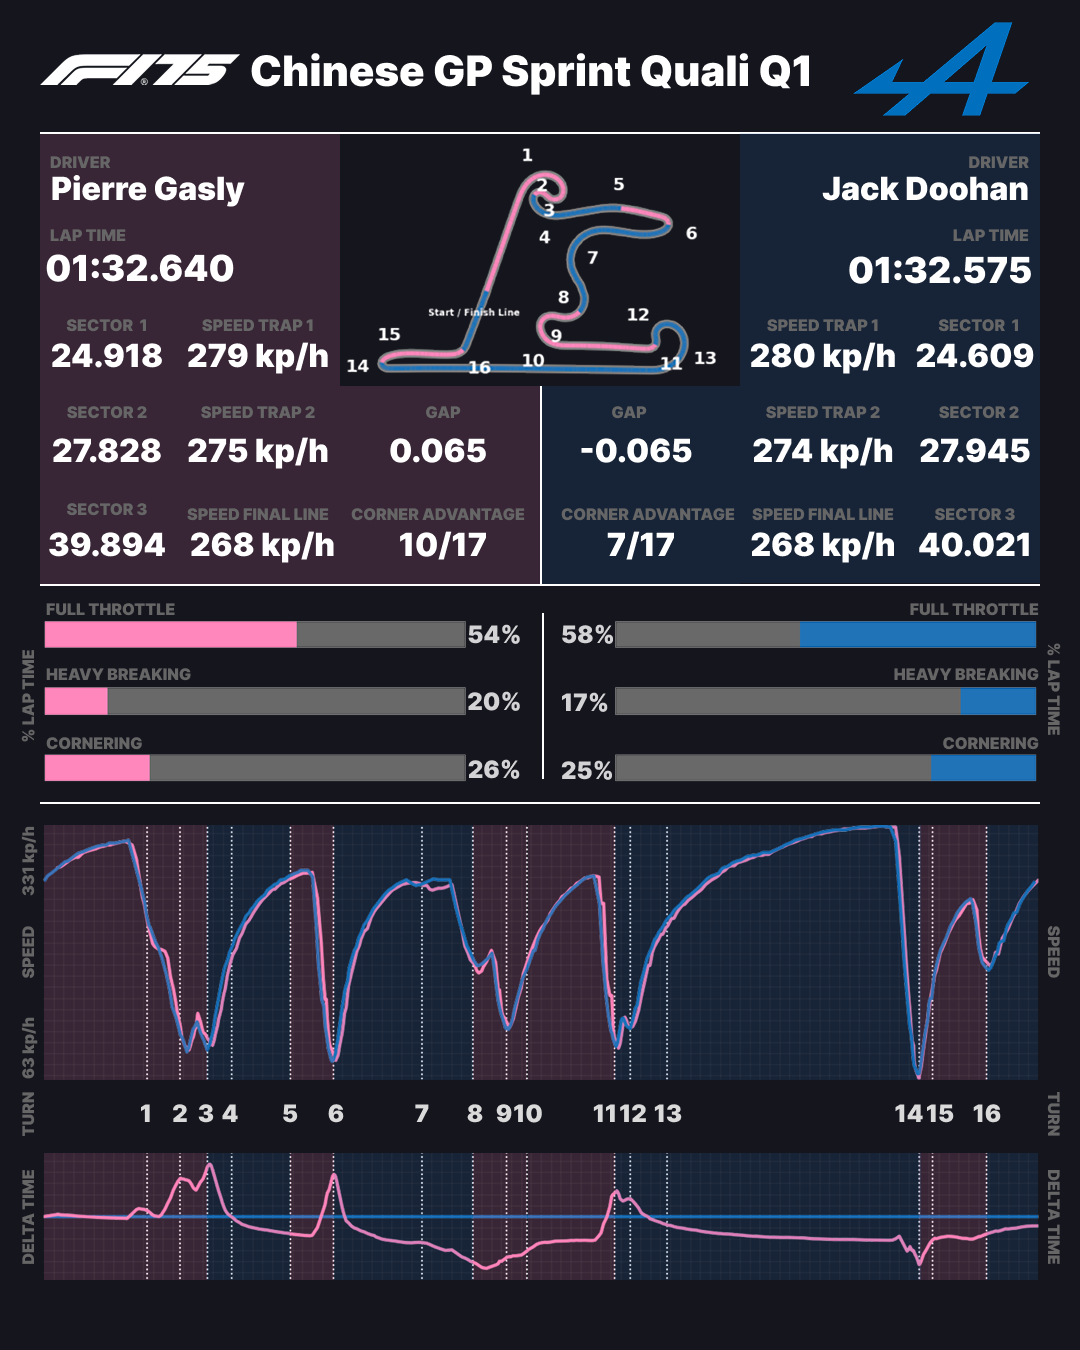 F1.75 Chinese GP Sprint Quali Q1
DRIVER
Pierre Gasly
LAP TIME
01:32.640
SECTOR 1 SPEED TRAP 1
24.918 279 kp/h
SECTOR 2 SPEED TRAP 2 GAP
27.828 275 kp/h 0.065
SECTOR 3 SPEED FINAL LINE CORNER ADVANTAGE
39.894 268 kp/h 10/17
1
2
3
4
5
6
7
8
9
10
11
12
13
14
15
16
Start / Finish Line
DRIVER
Jack Doohan
LAP TIME
01:32.575
SPEED TRAP 1 SECTOR 1
280 kp/h 24.609
GAP SPEED TRAP 2 SECTOR 2
-0.065 274 kp/h 27.945
CORNER ADVANTAGE SPEED FINAL LINE SECTOR 3
7/17 268 kp/h 40.021
% LAP TIME
FULL THROTTLE
54%
HEAVY BREAKING
20%
CORNERING
26%
FULL THROTTLE
58%
HEAVY BREAKING
17%
CORNERING
25%
% LAP TIME
331 kp/h
SPEED
63 kp/h
SPEED
TURN
1 2 3 4 5 6 7 8 9 10 11 12 13 14 15 16
TURN
DELTA TIME
DELTA TIME